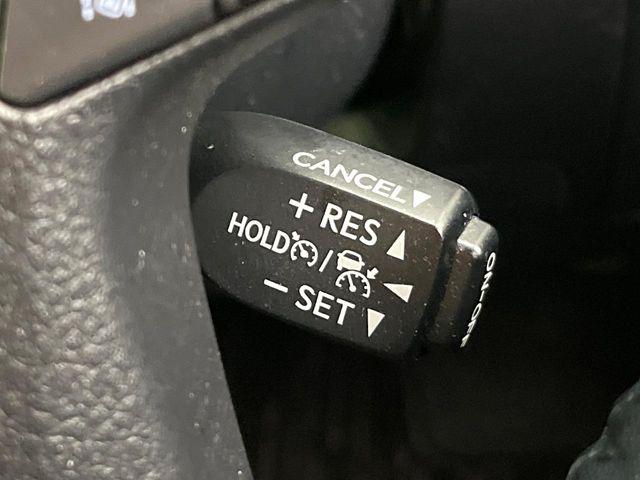 CANCEL▼
+ RES ▲
HOLD / ◀
− SET ▼
ON-OFF